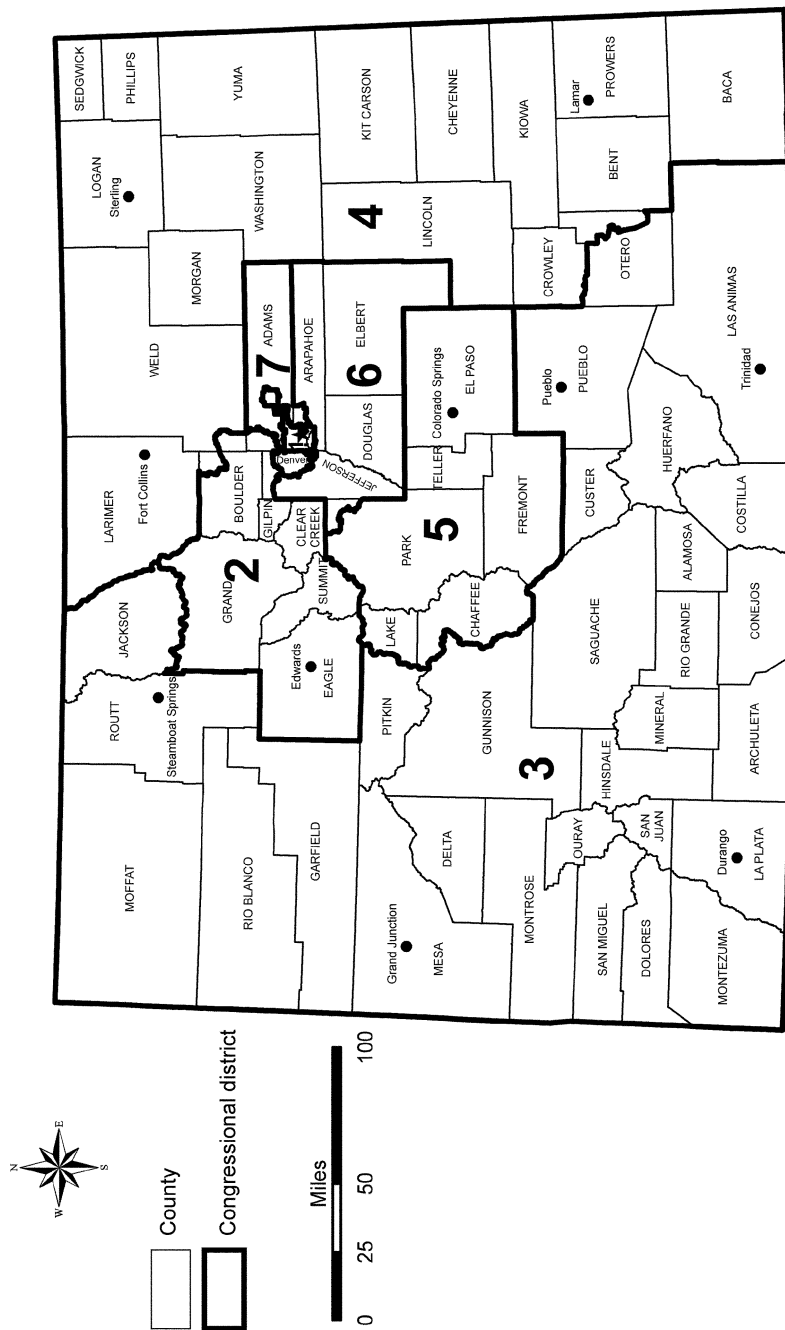 N
W
E
S
County
Congressional district
Miles
0
25
50
100
MOFFAT
ROUTT
Steamboat Springs
JACKSON
LARIMER
Fort Collins
WELD
LOGAN
Sterling
SEDGWICK
PHILLIPS
MORGAN
WASHINGTON
YUMA
RIO BLANCO
GRAND
2
BOULDER
GILPIN
CLEAR
CREEK
SUMMIT
Edwards
EAGLE
GARFIELD
ADAMS
7
ARAPAHOE
Denver
1
JEFFERSON
DOUGLAS
6
ELBERT
4
LINCOLN
KIT CARSON
CHEYENNE
KIOWA
PITKIN
LAKE
PARK
5
TELLER
Colorado Springs
EL PASO
CHAFFEE
FREMONT
Grand Junction
MESA
DELTA
GUNNISON
3
MONTROSE
OURAY
SAN MIGUEL
DOLORES
SAN
JUAN
HINSDALE
SAGUACHE
CUSTER
Pueblo
PUEBLO
CROWLEY
OTERO
BENT
Lamar
PROWERS
BACA
LAS ANIMAS
Trinidad
HUERFANO
COSTILLA
ALAMOSA
CONEJOS
RIO GRANDE
MINERAL
ARCHULETA
Durango
LA PLATA
MONTEZUMA